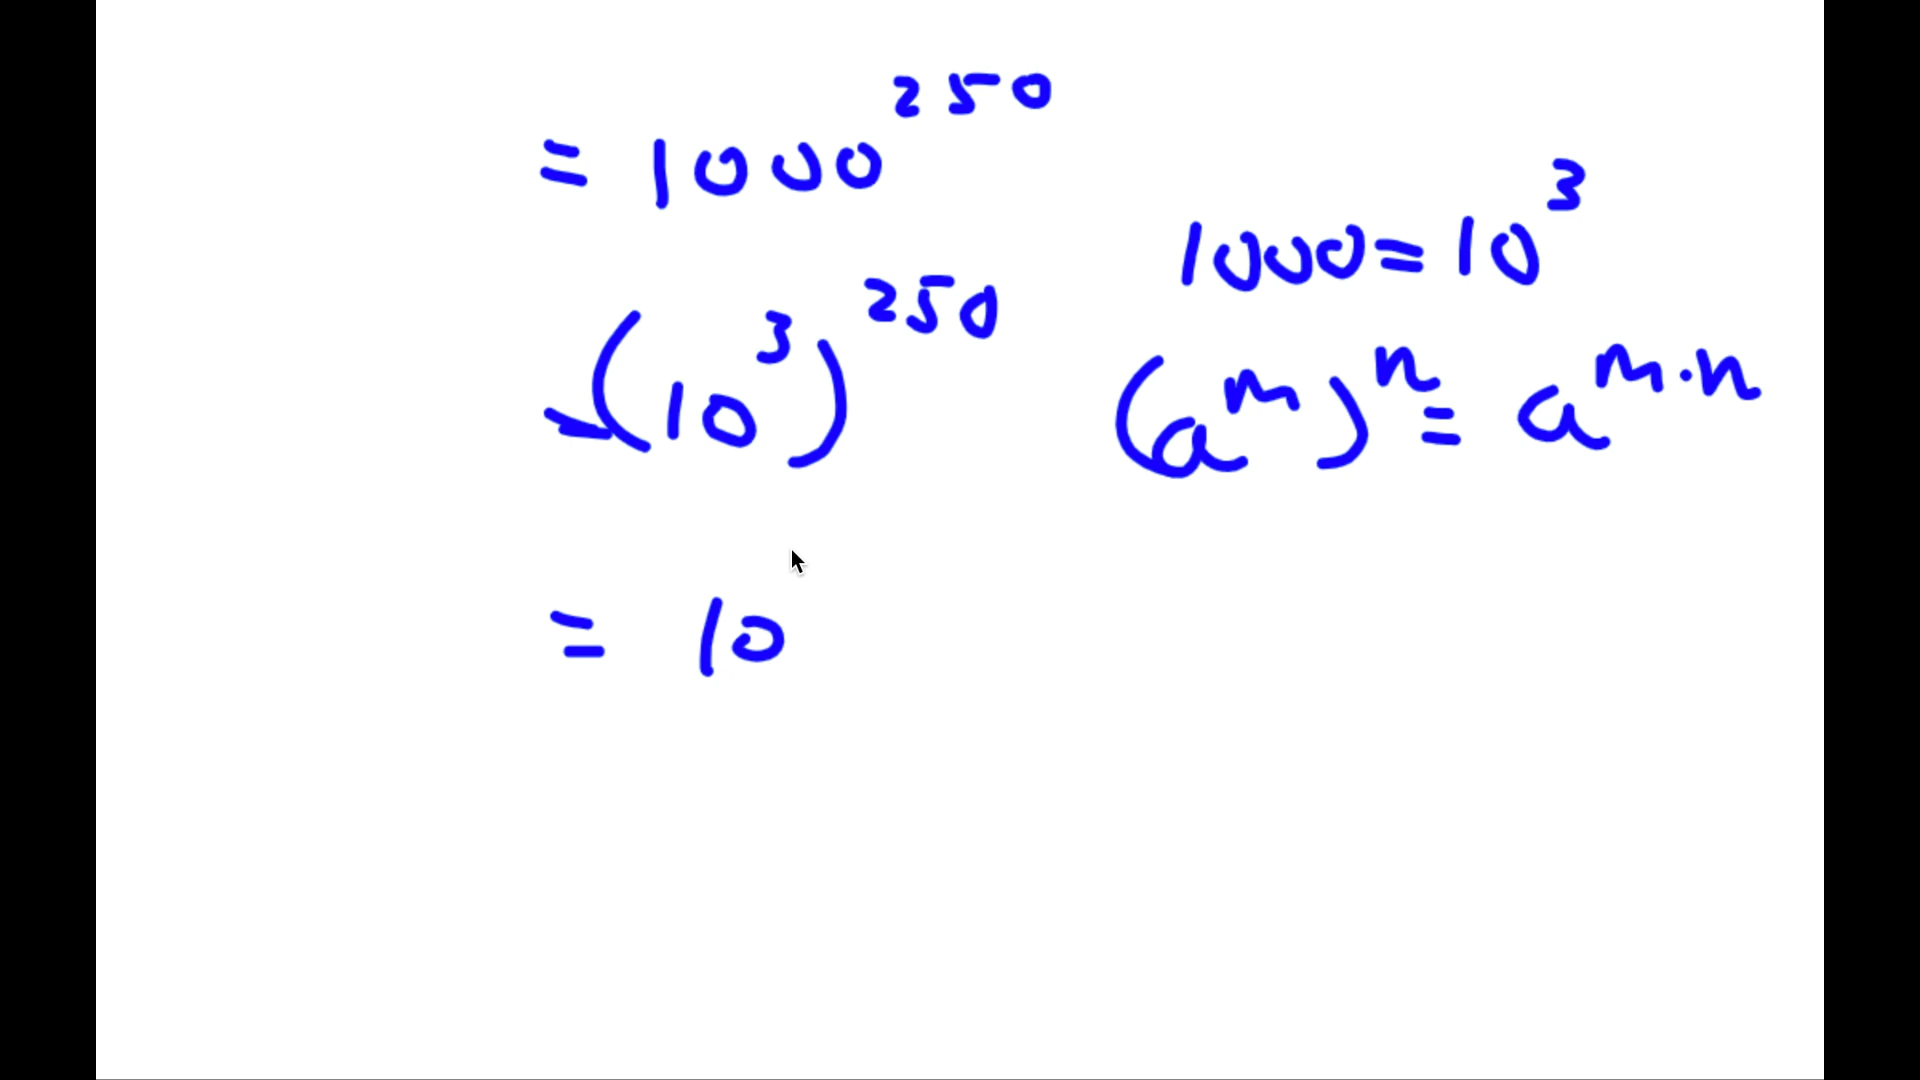 = 1000^250
1000 = 10^3
= (10^3)^250
(a^m)^n = a^m·n
= 10